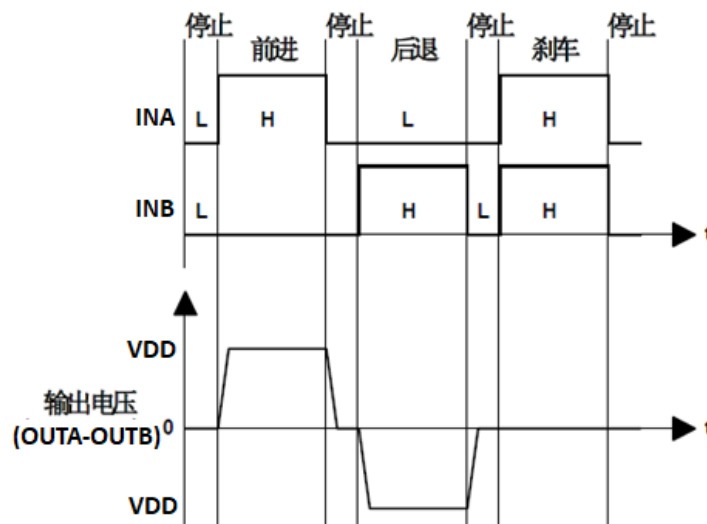 停止 停止 停止 停止
前进 后退 刹车
INA L H L H
INB L H L H
t
VDD
输出电压 0
(OUTA-OUTB) t
VDD